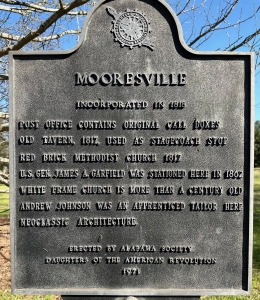 MOORESVILLE
INCORPORATED IN 1818
POST OFFICE CONTAINS ORIGINAL CALL BOXES
OLD TAVERN, 1817, USED AS STAGECOACH STOP
RED BRICK METHODIST CHURCH 1817
U.S. GEN. JAMES A. GARFIELD WAS STATIONED HERE IN 1862
WHITE FRAME CHURCH IS MORE THAN A CENTURY OLD
ANDREW JOHNSON WAS AN APPRENTICED TAILOR HERE
NEOCLASSIC ARCHITECTURE.
ERECTED BY ALABAMA SOCIETY
DAUGHTERS OF THE AMERICAN REVOLUTION
1971